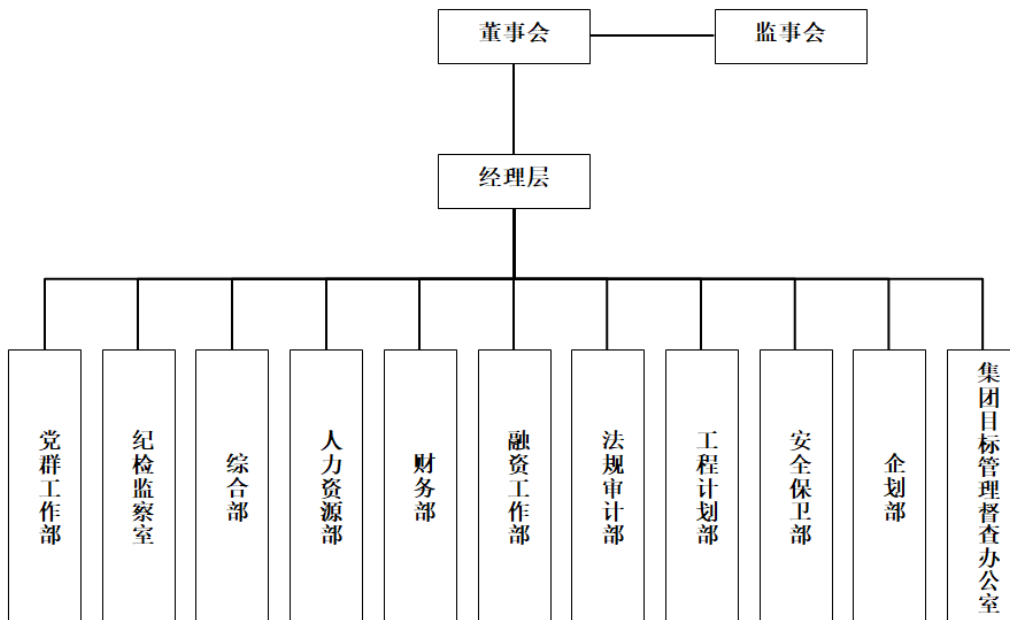 董事会
监事会
经理层
党群工作部
纪检监察室
综合部
人力资源部
财务部
融资工作部
法规审计部
工程计划部
安全保卫部
企划部
集团目标管理督查办公室